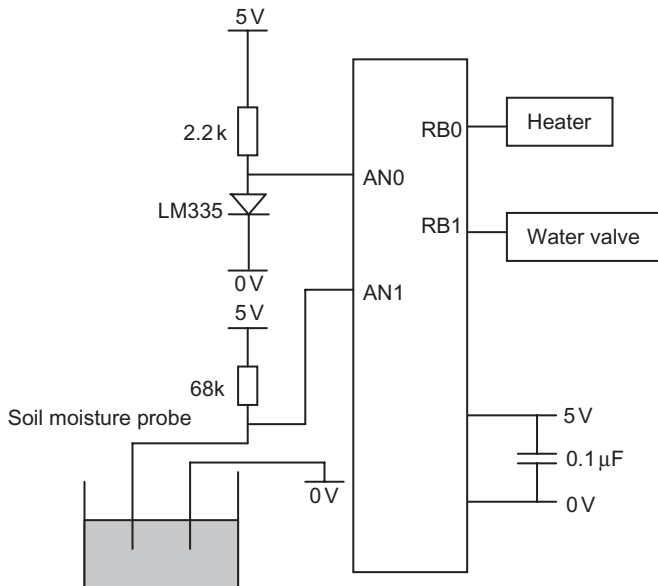 5 V
2.2 k
LM335
0 V
5 V
68k
Soil moisture probe
0 V
AN0
AN1
RB0
RB1
Heater
Water valve
5 V
0.1 μF
0 V